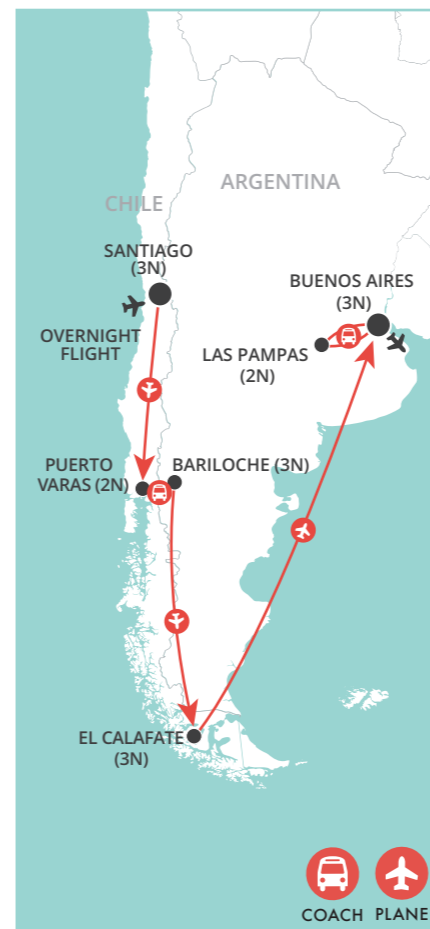 ARGENTINA
CHILE
SANTIAGO
(3N)
BUENOS AIRES
(3N)
OVERNIGHT
FLIGHT
LAS PAMPAS
(2N)
PUERTO
VARAS (2N)
BARILOCHE (3N)
EL CALAFATE
(3N)
COACH PLANE